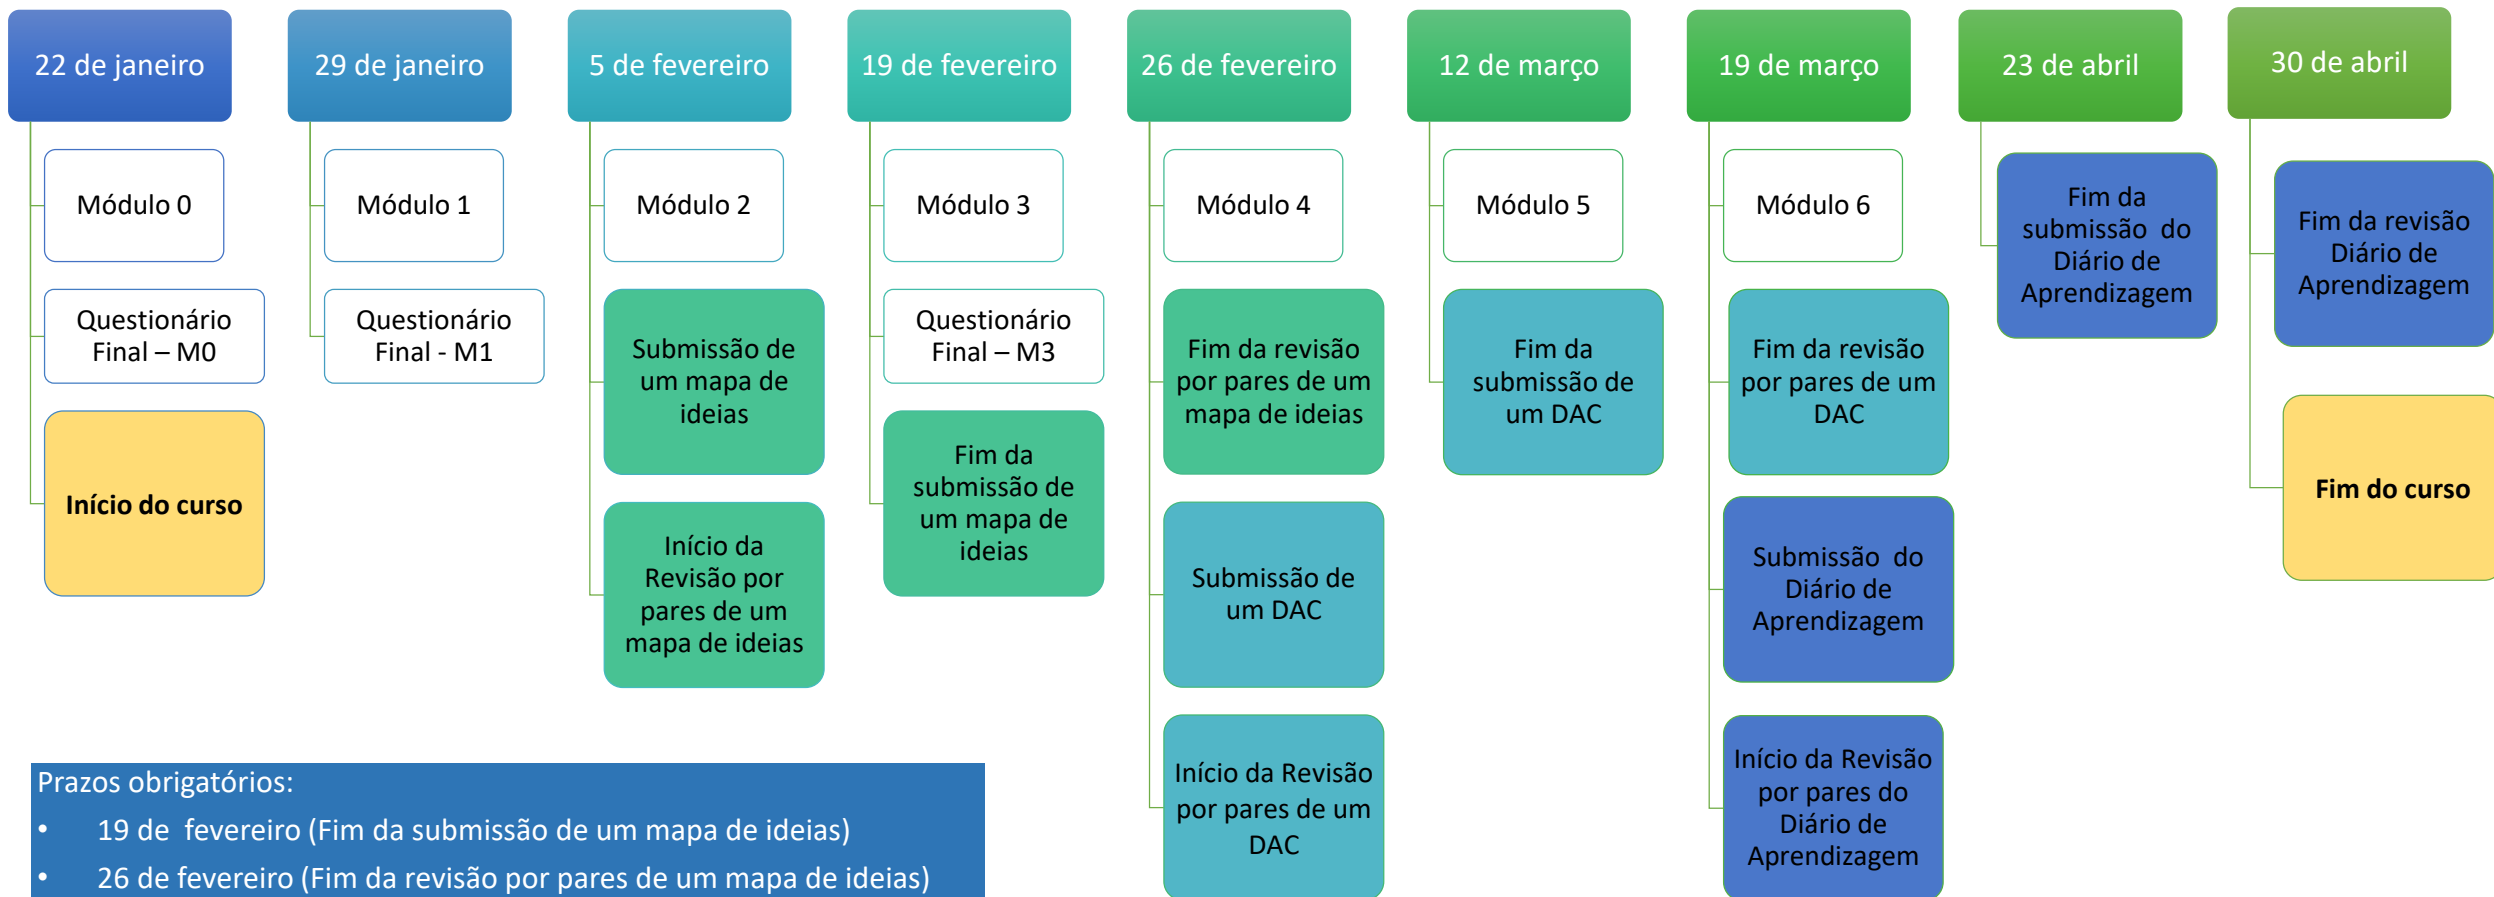 22 de janeiro
Módulo 0
Questionário
Final – M0
Início do curso
29 de janeiro
Módulo 1
Questionário
Final - M1
5 de fevereiro
Módulo 2
Submissão de
um mapa de
ideias
Início da
Revisão por
pares de um
mapa de ideias
19 de fevereiro
Módulo 3
Questionário
Final – M3
Fim da
submissão de
um mapa de
ideias
26 de fevereiro
Módulo 4
Fim da revisão
por pares de um
mapa de ideias
Submissão de
um DAC
Início da Revisão
por pares de um
DAC
12 de março
Módulo 5
Fim da
submissão de
um DAC
19 de março
Módulo 6
Fim da revisão
por pares de um
DAC
Submissão do
Diário de
Aprendizagem
Início da Revisão
por pares do
Diário de
Aprendizagem
23 de abril
Fim da
submissão do
Diário de
Aprendizagem
30 de abril
Fim da revisão
Diário de
Aprendizagem
Fim do curso
Prazos obrigatórios:
• 19 de fevereiro (Fim da submissão de um mapa de ideias)
• 26 de fevereiro (Fim da revisão por pares de um mapa de ideias)